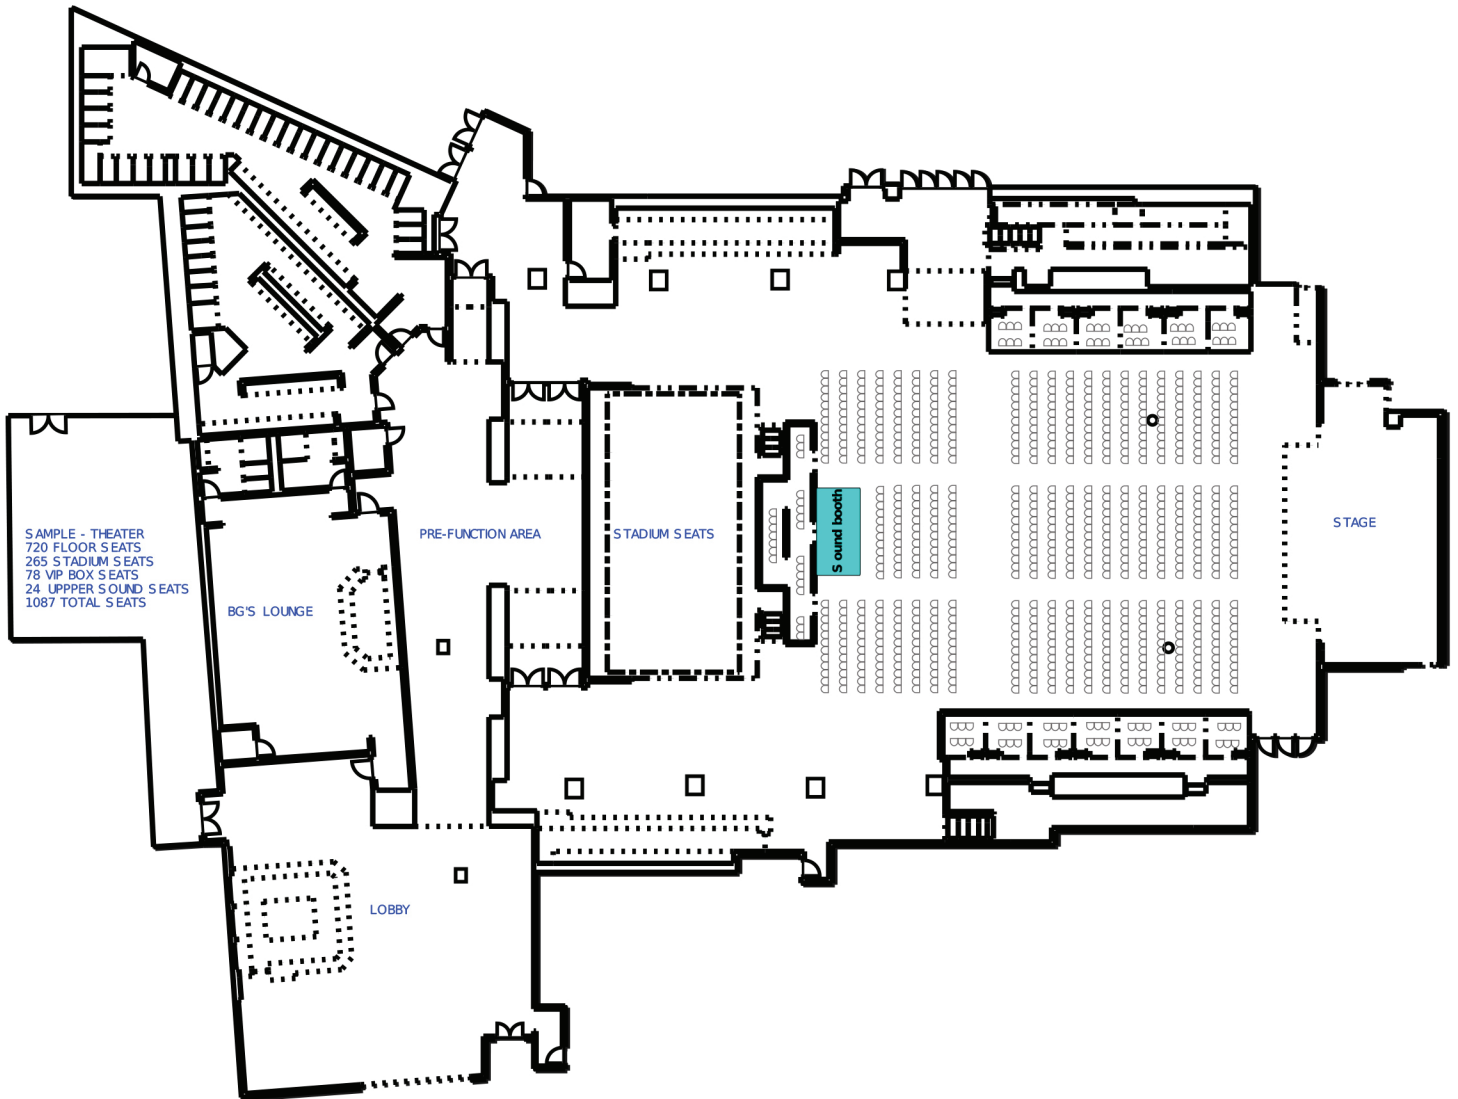 SAMPLE - THEATER
720 FLOOR SEATS
265 STADIUM SEATS
78 VIP BOX SEATS
24 UPPPER SOUND SEATS
1087 TOTAL SEATS
PRE-FUNCTION AREA
STADIUM SEATS
Sound booth
STAGE
BG'S LOUNGE
LOBBY